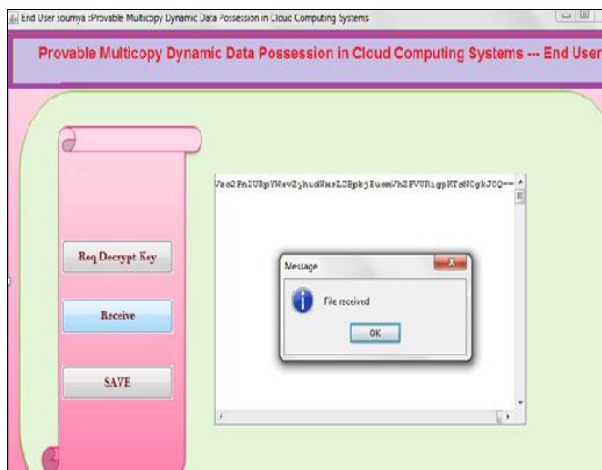 End User soumya :Provable Multicopy Dynamic Data Possession in Cloud Computing Systems
Provable Multicopy Dynamic Data Possession in Cloud Computing Systems --- End User
Req Decrypt Key
Receive
SAVE
Message
File received
OK